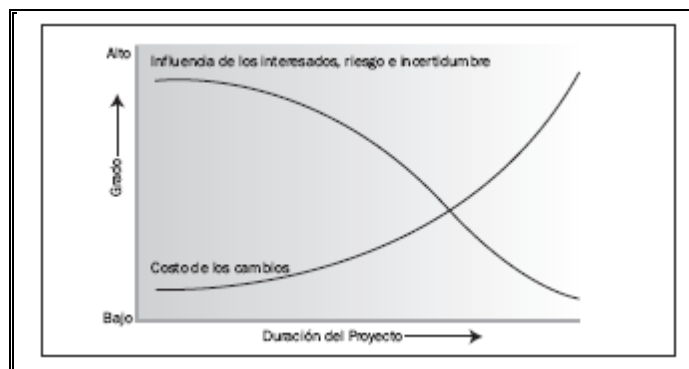 Alto
Influencia de los interesados, riesgo e incertidumbre
Grado
Costo de los cambios
Bajo
Duración del Proyecto